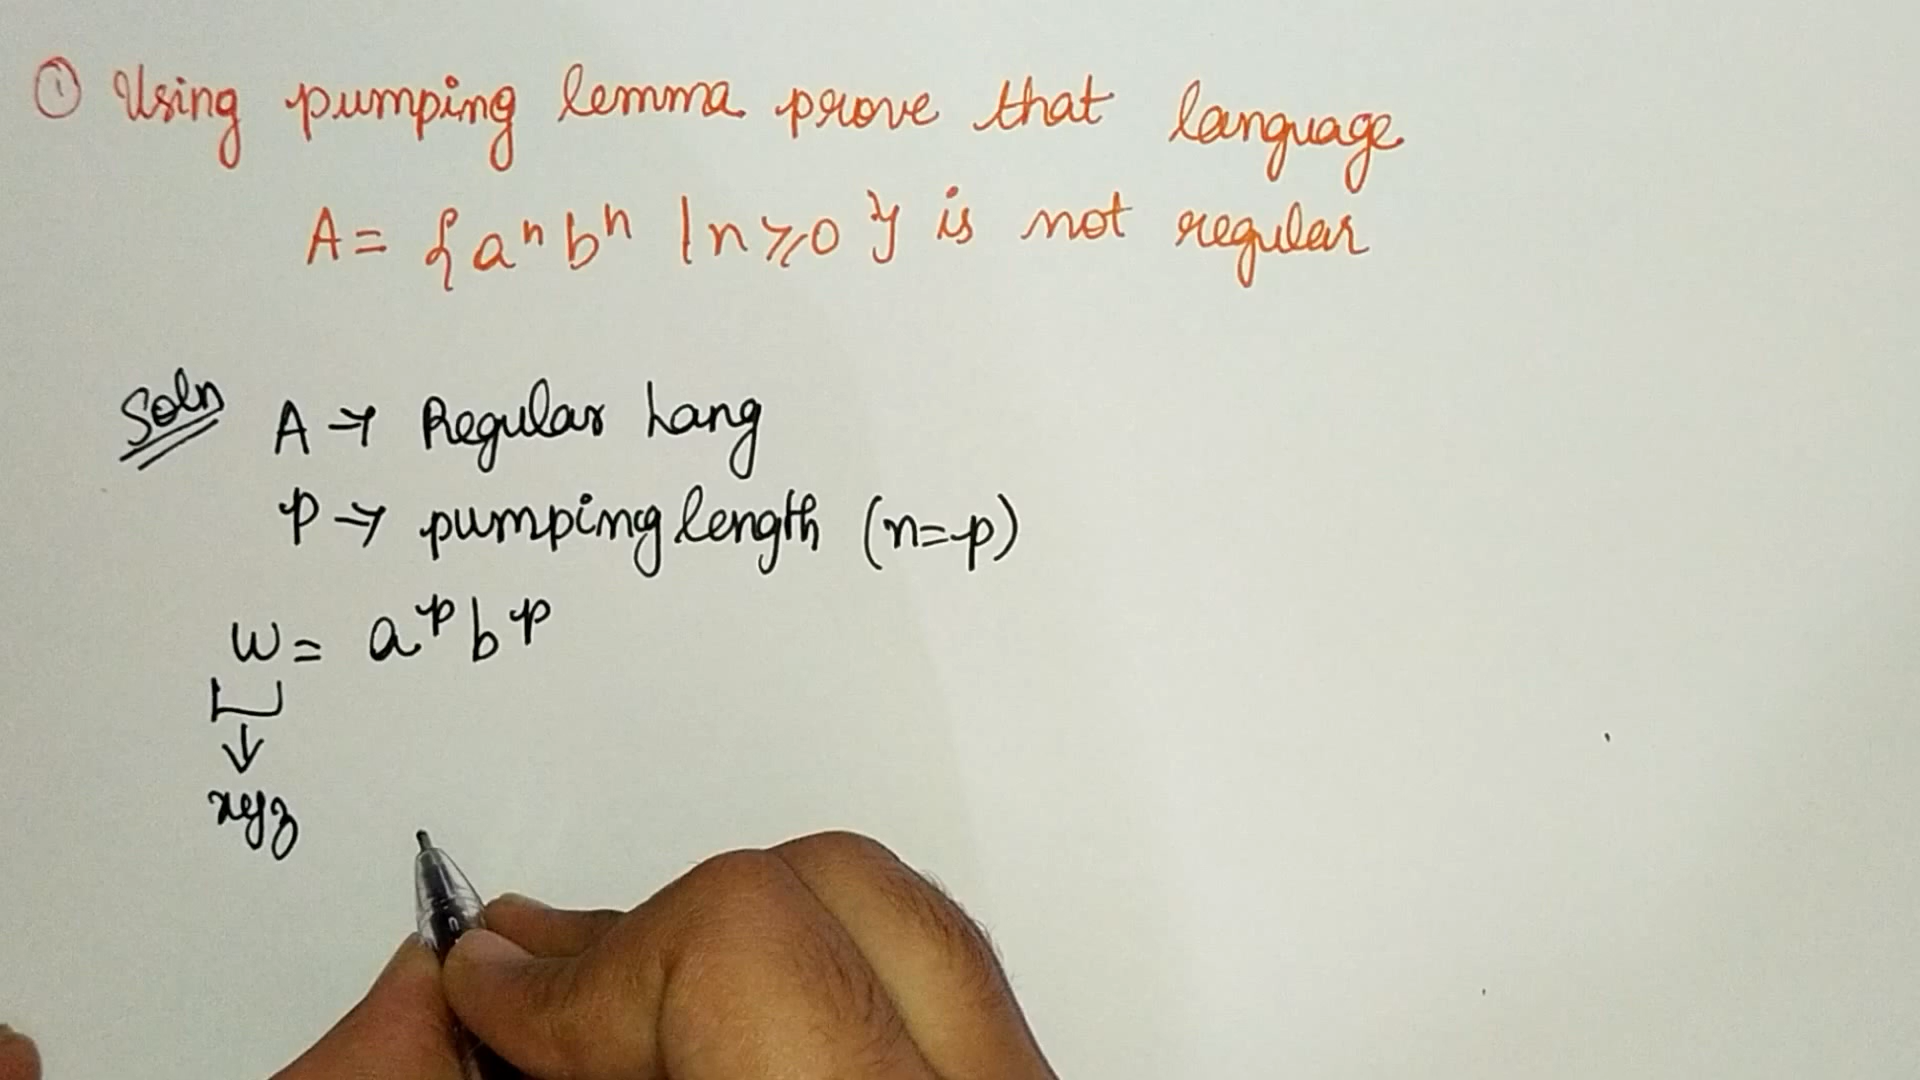 ① Using pumping lemma prove that language
A = {aⁿbⁿ | n ⩾ 0} is not regular
Soln A → Regular Lang
P → pumping length (n=p)
w = aᵖbᵖ
↓
xyz